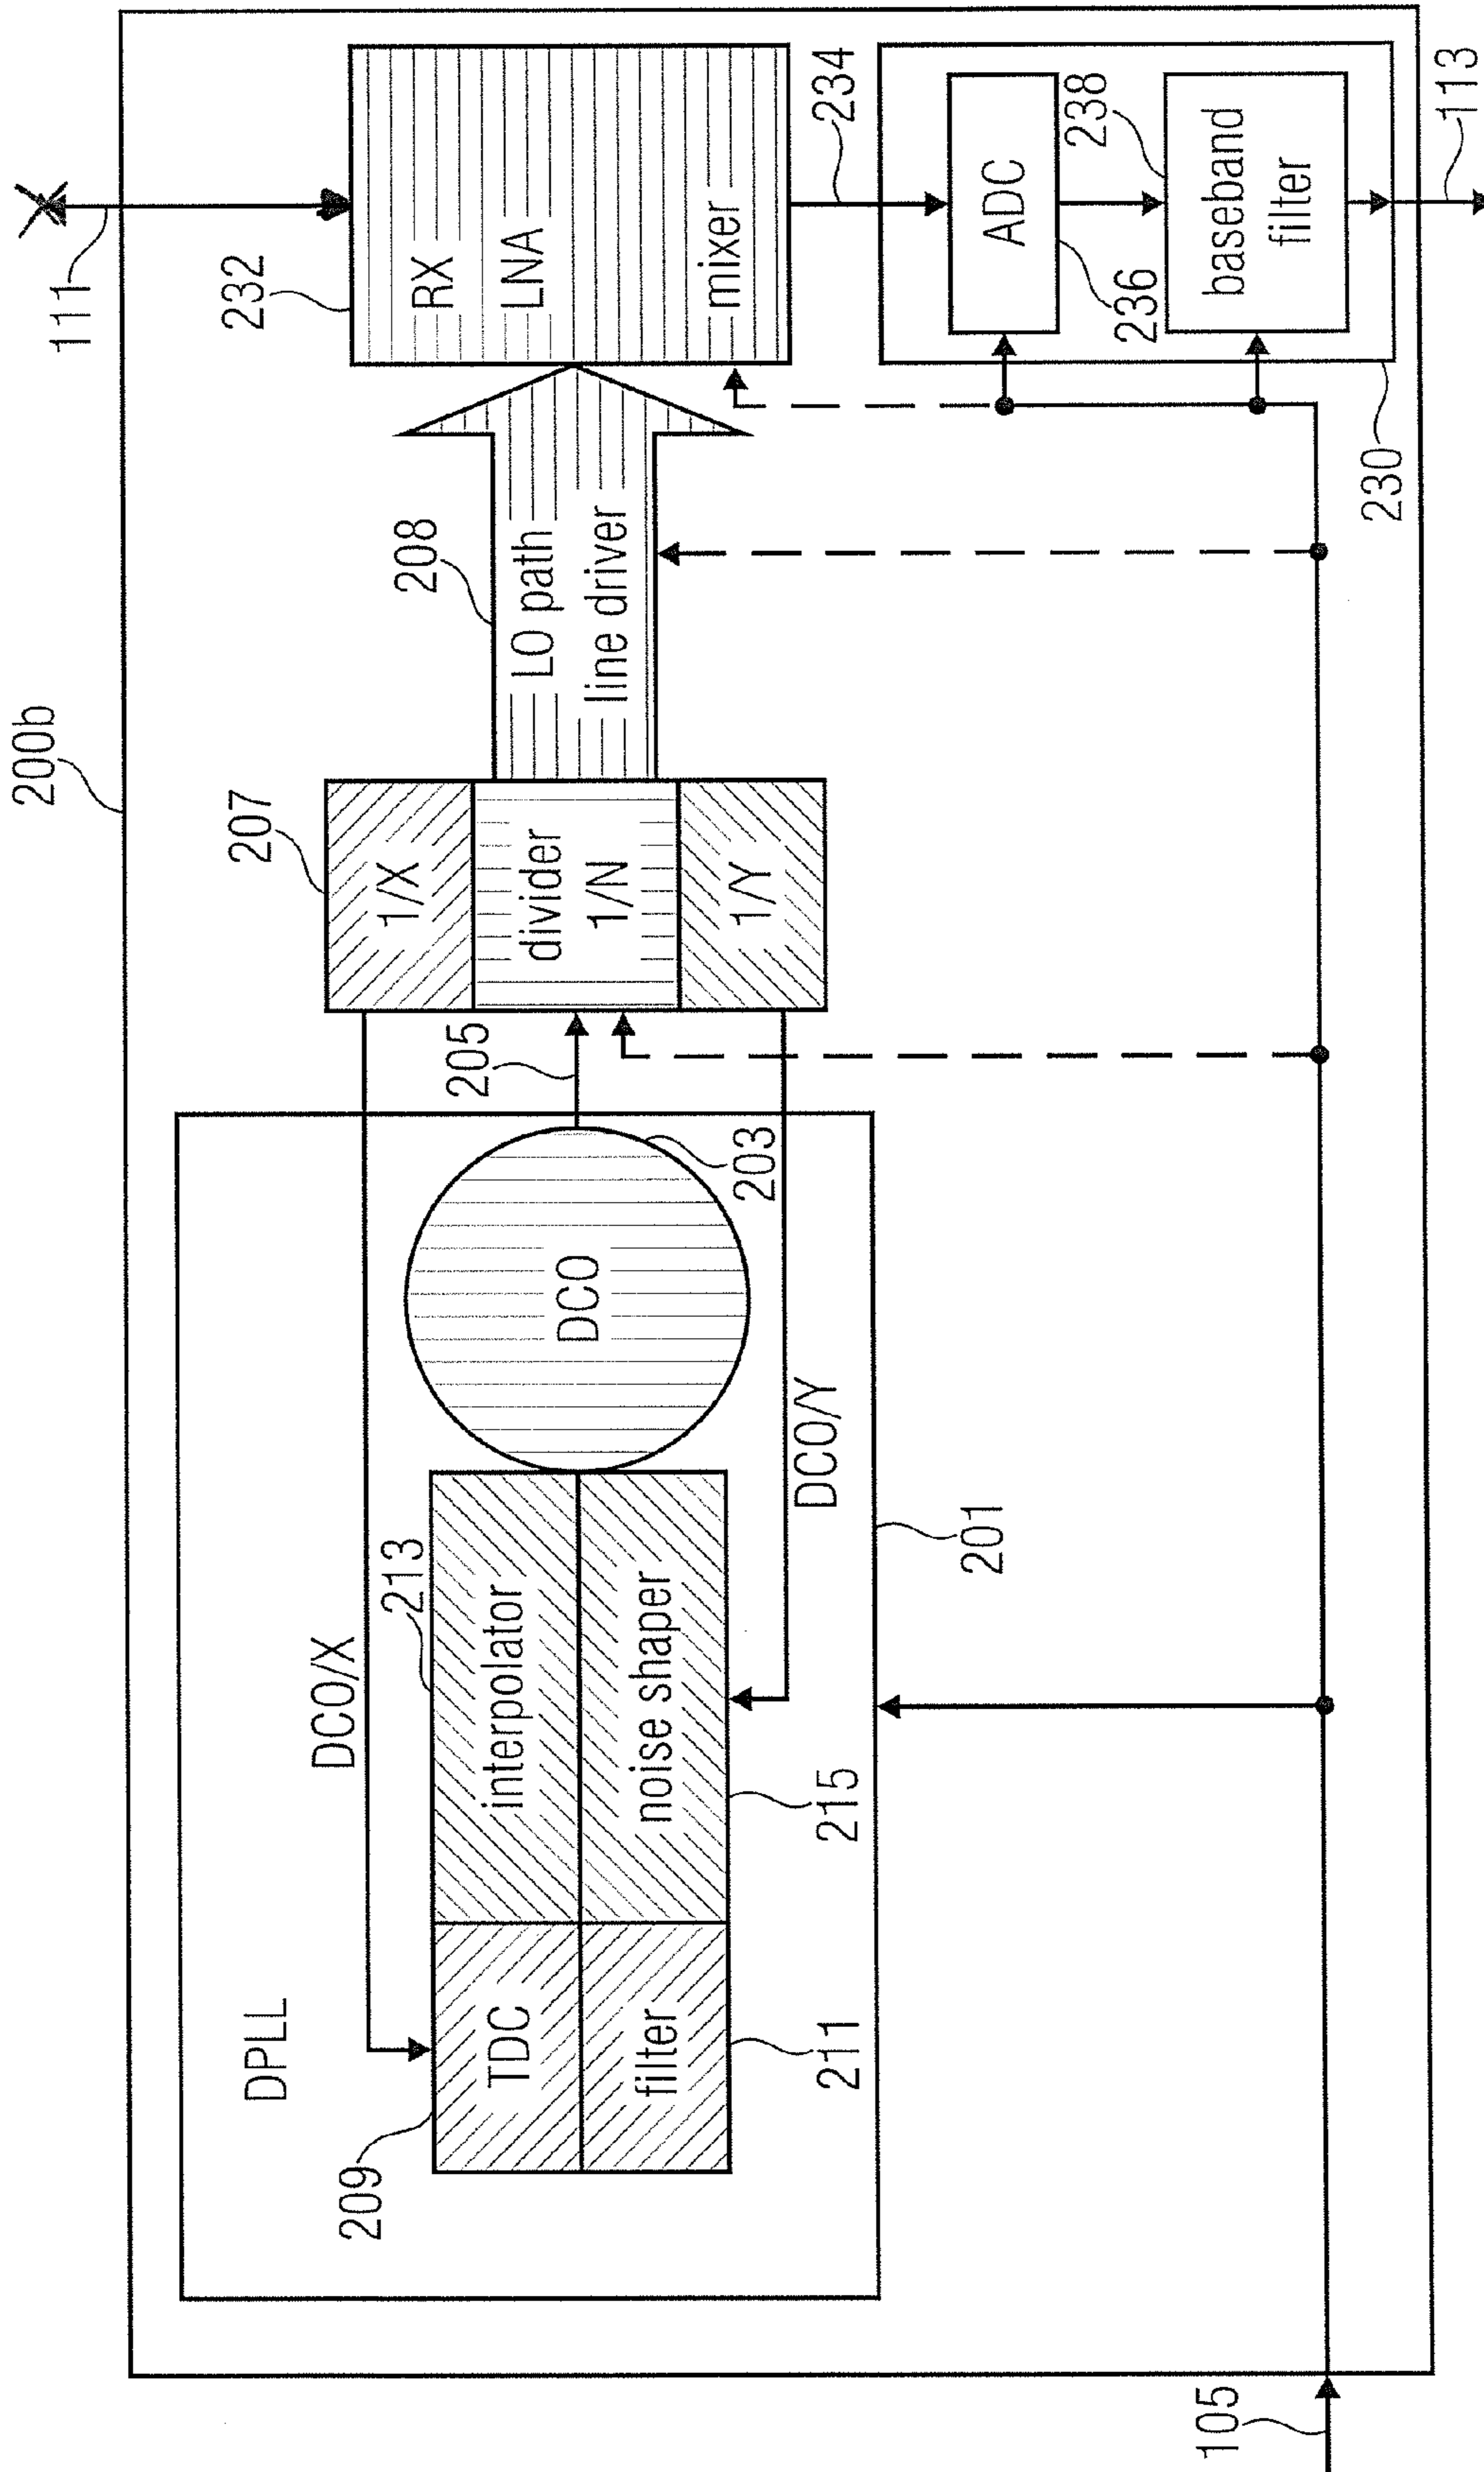 200b
111
232
RX
LNA
mixer
234
ADC
236
238
baseband
filter
113
230
208
LO path
line driver
207
1/X
divider
1/N
1/Y
205
203
DCO
DCO/X
DCO/Y
DPLL
213
interpolator
noise shaper
215
209
TDC
filter
211
201
105